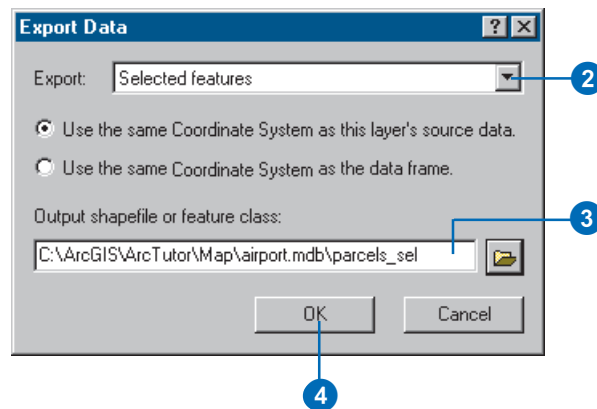 Export Data
Export: Selected features
2
Use the same Coordinate System as this layer's source data.
Use the same Coordinate System as the data frame.
Output shapefile or feature class:
3
C:\ArcGIS\ArcTutor\Map\airport.mdb\parcels_sel
OK Cancel
4